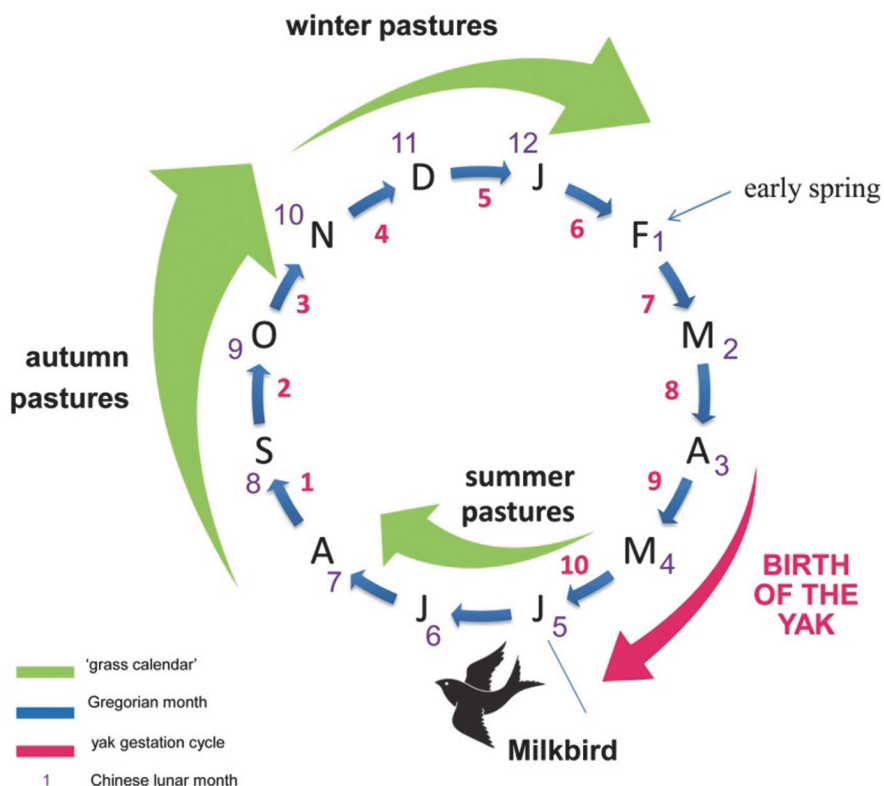 winter pastures
11
12
D
J
5
10
N
4
6
F
1
early spring
3
7
9
O
M
2
autumn
pastures
2
8
S
8
1
A
3
9
summer
pastures
A
7
10
M
4
BIRTH
OF THE
YAK
J
6
J
5
Milkbird
'grass calendar'
Gregorian month
yak gestation cycle
1
Chinese lunar month